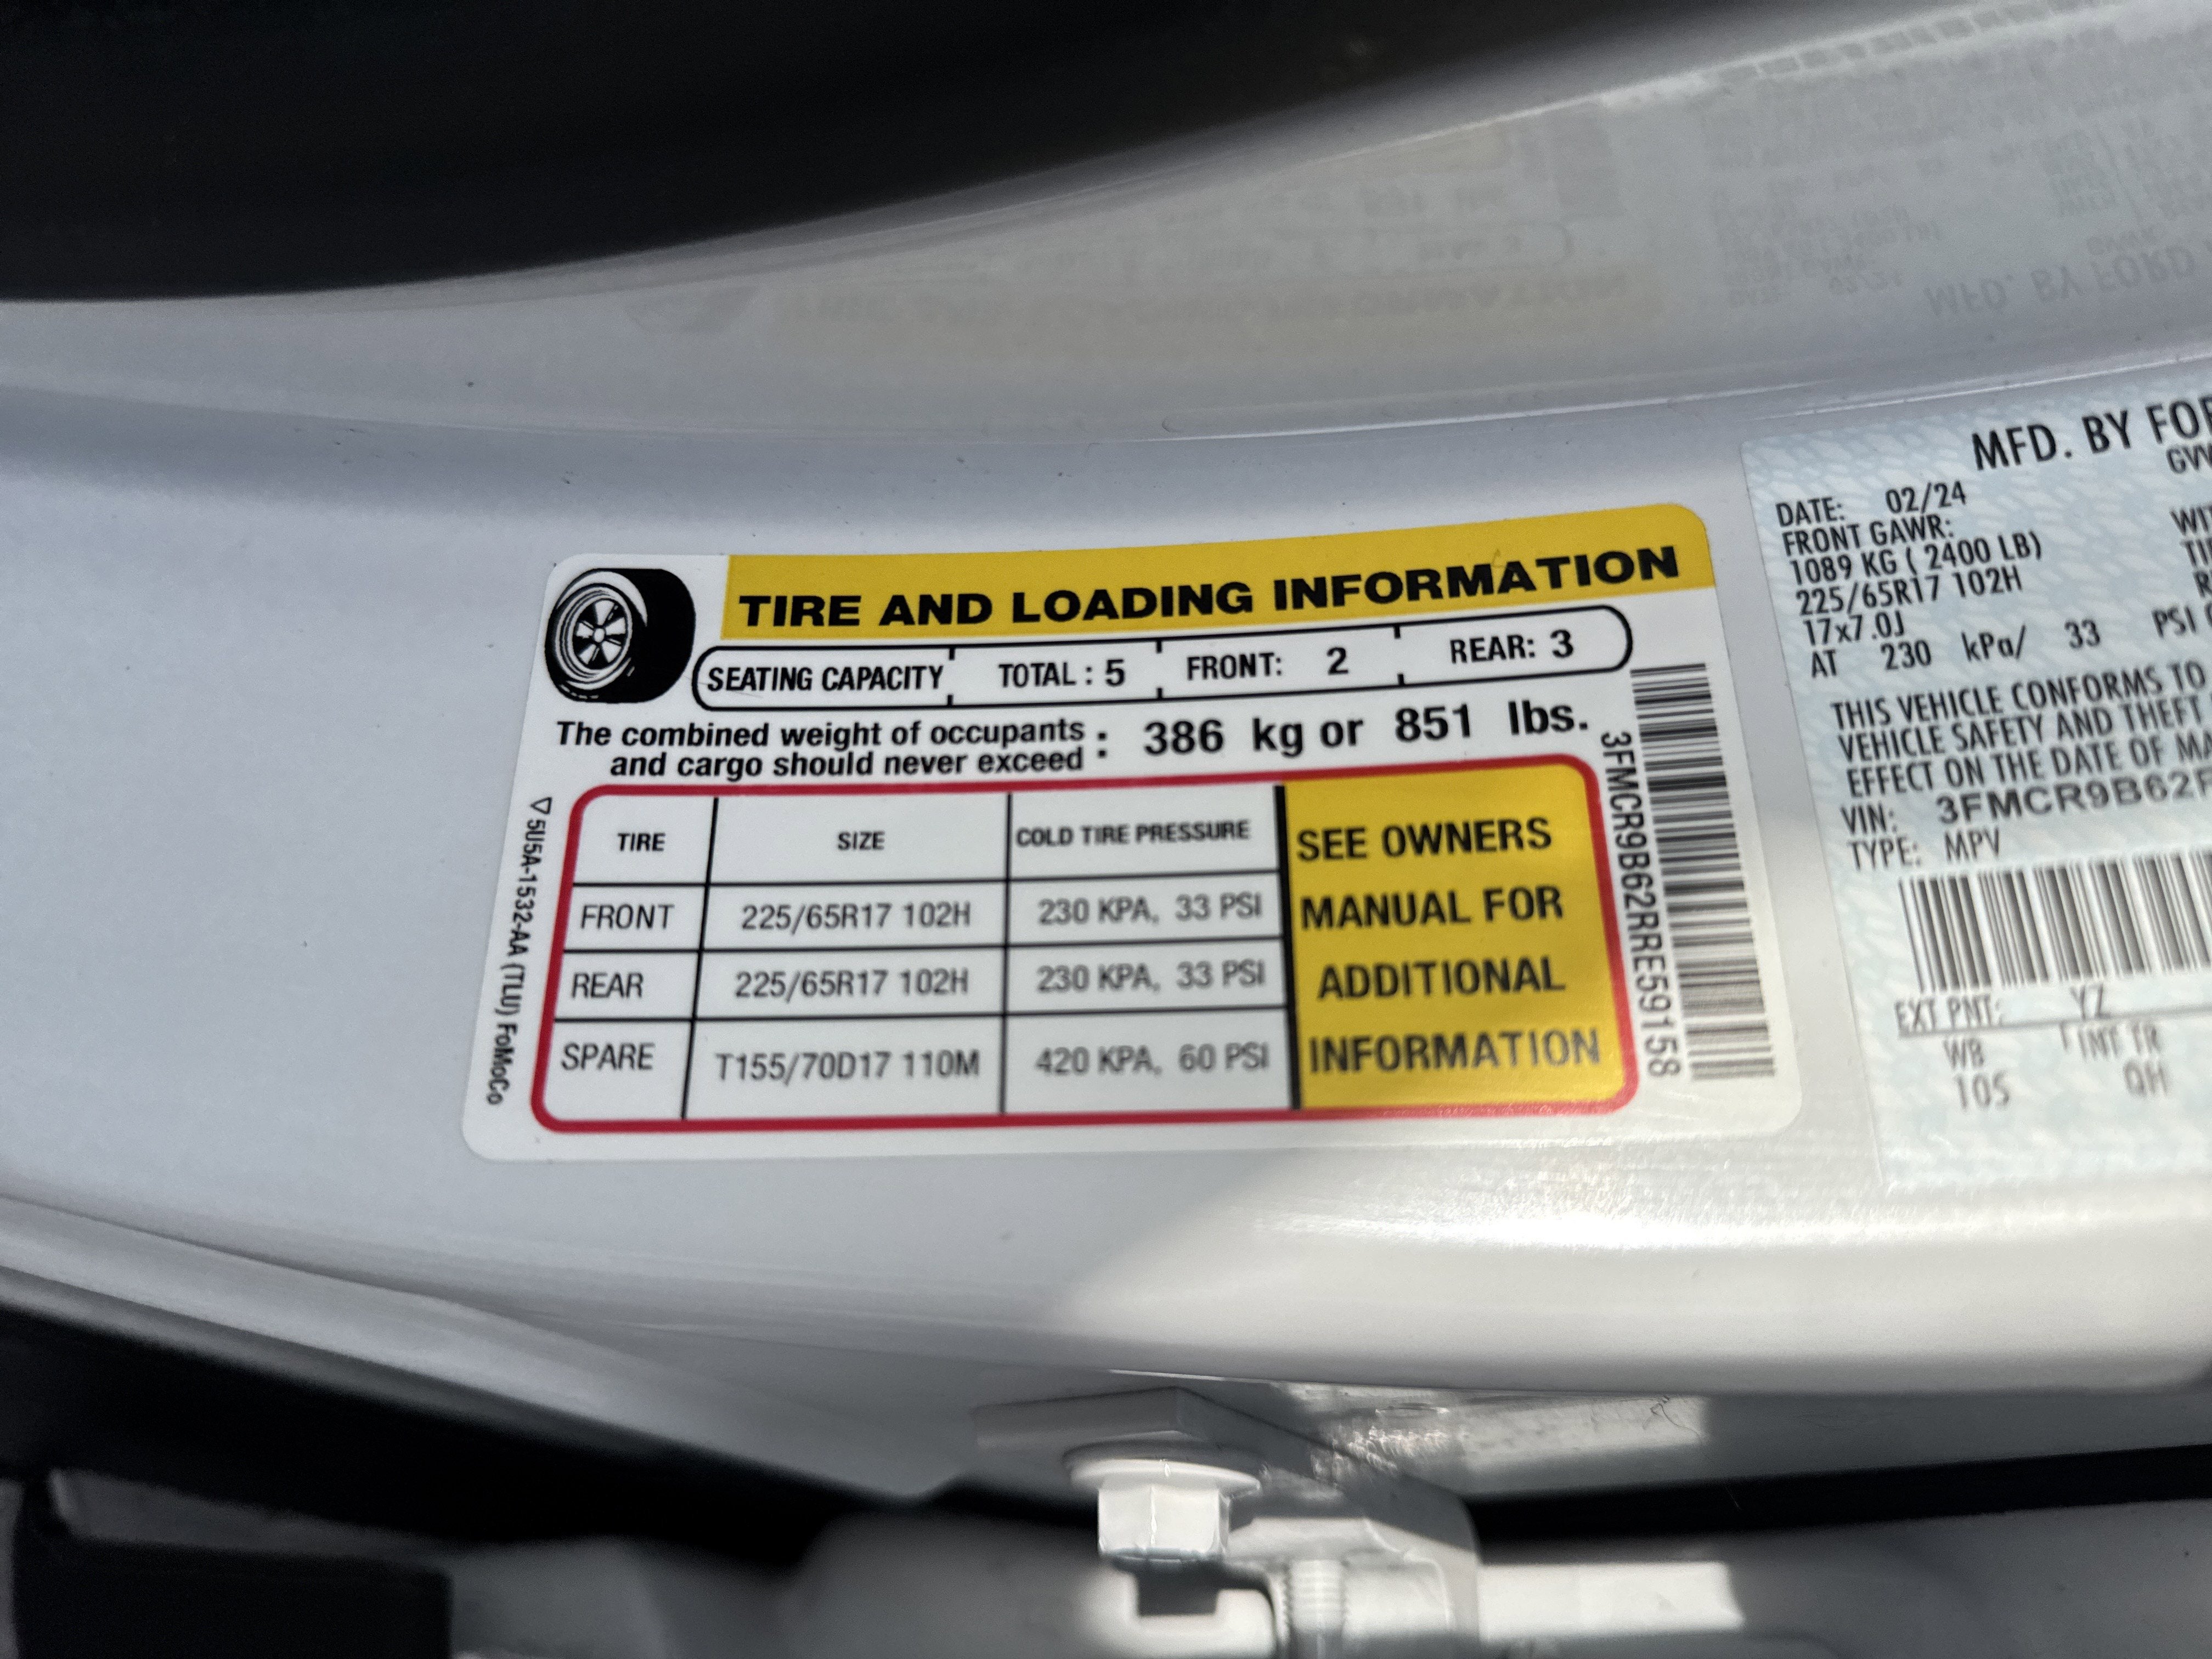 TIRE AND LOADING INFORMATION
SEATING CAPACITY TOTAL : 5 FRONT: 2 REAR: 3
The combined weight of occupants
and cargo should never exceed : 386 kg or 851 lbs.
TIRE SIZE COLD TIRE PRESSURE
FRONT 225/65R17 102H 230 KPA, 33 PSI
REAR 225/65R17 102H 230 KPA, 33 PSI
SPARE T155/70D17 110M 420 KPA, 60 PSI
SEE OWNERS
MANUAL FOR
ADDITIONAL
INFORMATION
5U5A-1532-AA (TLU) FoMoCo
3FMCR9B62RRE59158
MFD. BY FOR
GVW
DATE: 02/24
FRONT GAWR: WIT
1089 KG ( 2400 LB)
225/65R17 102H
17x7.0J
AT 230 kPa/ 33 PSI
THIS VEHICLE CONFORMS TO
VEHICLE SAFETY AND THEFT
EFFECT ON THE DATE OF MA
VIN: 3FMCR9B62
TYPE: MPV
EXT PNT: YZ
WB INT TR
105 QH
MFD. BY FORD